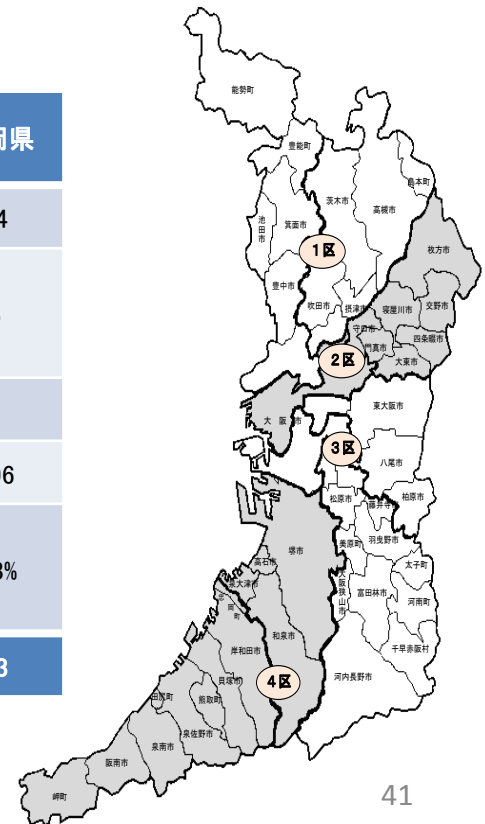 岡県
4
06
3%
3
能勢町
豊能町
島本町
茨木市
高槻市
池田市
箕面市
枚方市
1区
豊中市
吹田市
摂津市
寝屋川市
交野市
守口市
門真市
四条畷市
2区
大東市
大阪市
東大阪市
3区
八尾市
松原市
柏原市
藤井寺
美原町
羽曳野市
堺市
高石市
太子町
泉大津市
大阪狭山市
富田林市
河南町
忠岡町
和泉市
岸和田市
千早赤阪村
貝塚市
4区
河内長野市
田尻町
熊取町
泉佐野市
泉南市
阪南市
岬町
41